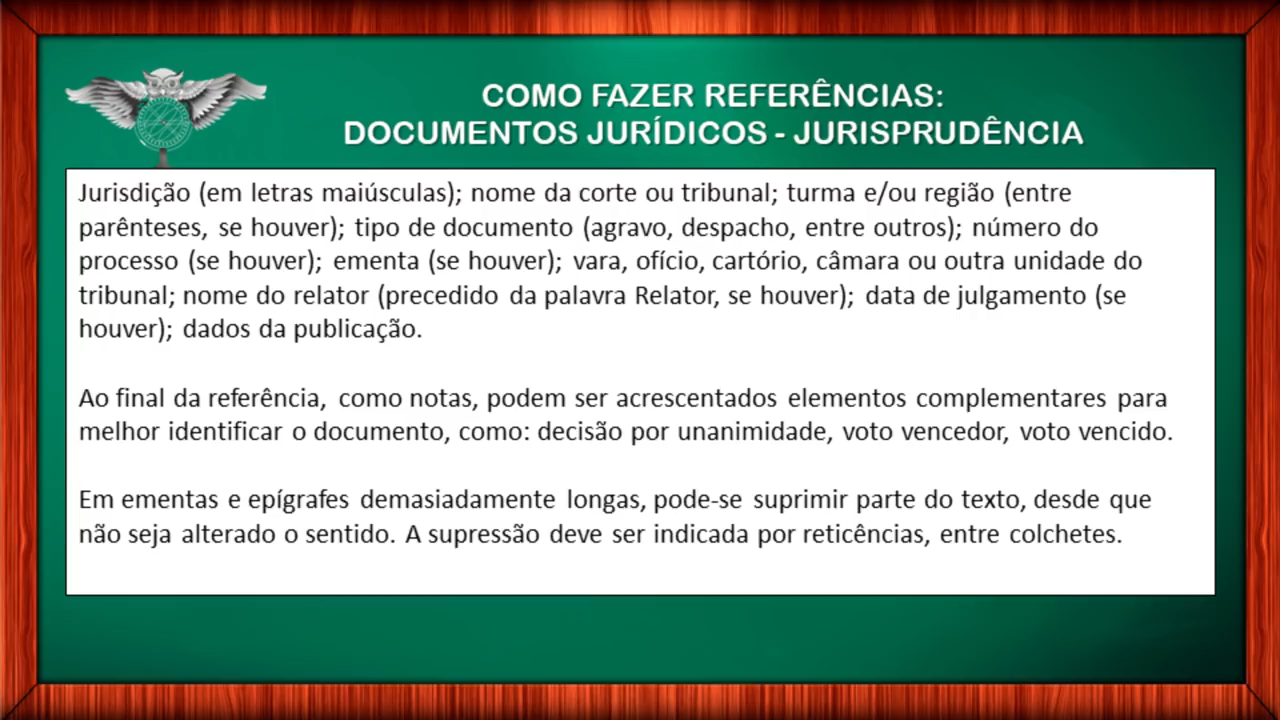 COMO FAZER REFERÊNCIAS:
DOCUMENTOS JURÍDICOS - JURISPRUDÊNCIA
Jurisdição (em letras maiúsculas); nome da corte ou tribunal; turma e/ou região (entre
parênteses, se houver); tipo de documento (agravo, despacho, entre outros); número do
processo (se houver); ementa (se houver); vara, ofício, cartório, câmara ou outra unidade do
tribunal; nome do relator (precedido da palavra Relator, se houver); data de julgamento (se
houver); dados da publicação.
Ao final da referência, como notas, podem ser acrescentados elementos complementares para
melhor identificar o documento, como: decisão por unanimidade, voto vencedor, voto vencido.
Em ementas e epígrafes demasiadamente longas, pode-se suprimir parte do texto, desde que
não seja alterado o sentido. A supressão deve ser indicada por reticências, entre colchetes.